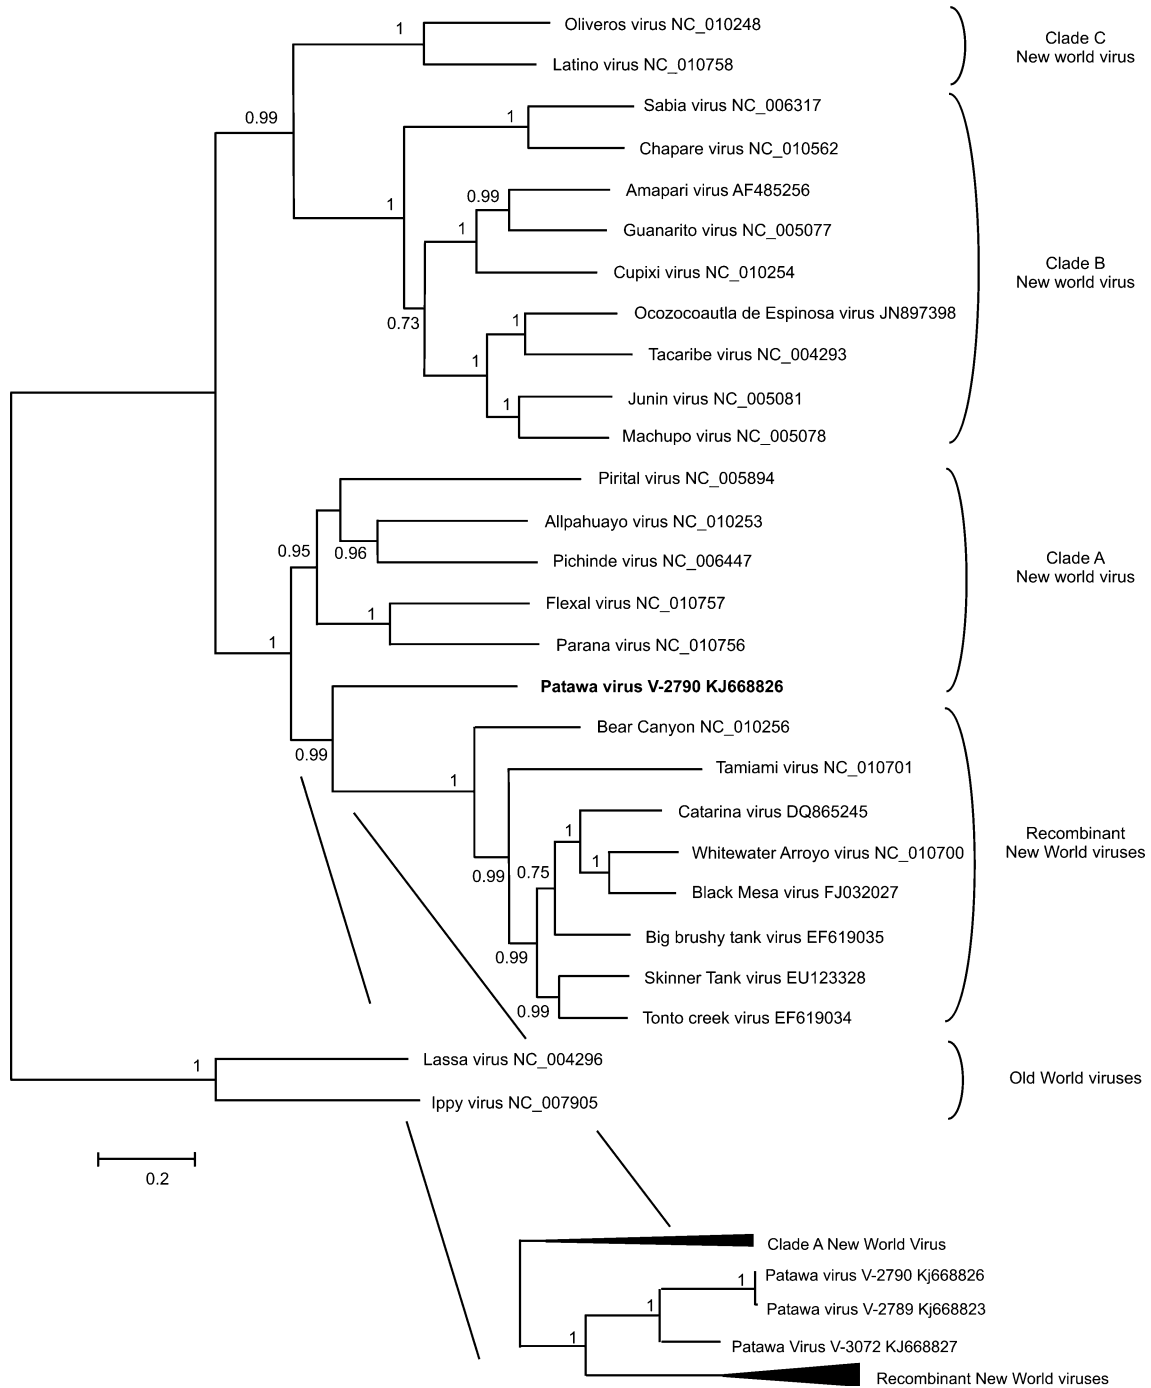 Oliveros virus NC_010248
1
Clade C
New world virus
Latino virus NC_010758
Sabia virus NC_006317
0.99
1
Chapare virus NC_010562
Amapari virus AF485256
0.99
1
Guanarito virus NC_005077
1
Clade B
New world virus
Cupixi virus NC_010254
Ocozocoautla de Espinosa virus JN897398
0.73
1
Tacaribe virus NC_004293
1
Junin virus NC_005081
1
Machupo virus NC_005078
Pirital virus NC_005894
Allpahuayo virus NC_010253
0.95
0.96
Pichinde virus NC_006447
Clade A
New world virus
Flexal virus NC_010757
1
Parana virus NC_010756
1
Patawa virus V-2790 KJ668826
Bear Canyon NC_010256
0.99
Tamiami virus NC_010701
1
Catarina virus DQ865245
1
Recombinant
New World viruses
Whitewater Arroyo virus NC_010700
1
0.99
0.75
Black Mesa virus FJ032027
Big brushy tank virus EF619035
0.99
Skinner Tank virus EU123328
0.99
Tonto creek virus EF619034
Lassa virus NC_004296
1
Old World viruses
Ippy virus NC_007905
0.2
Clade A New World Virus
Patawa virus V-2790 Kj668826
1
1
Patawa virus V-2789 Kj668823
1
Patawa Virus V-3072 KJ668827
Recombinant New World viruses